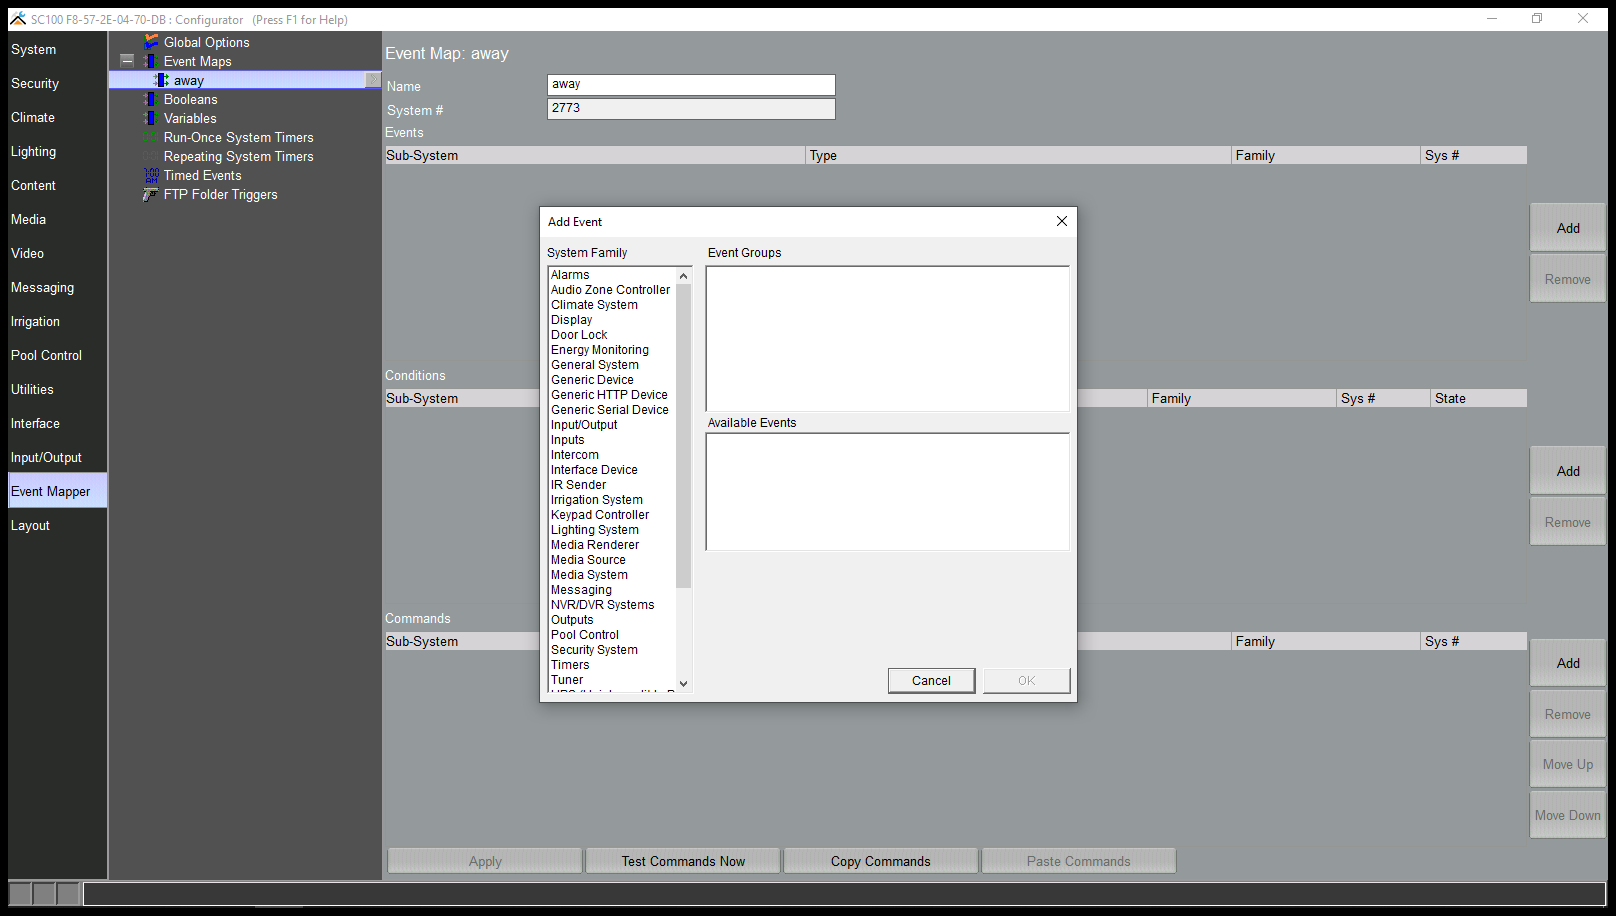 SC100 F8-57-2E-04-70-DB : Configurator (Press F1 for Help)
System
Security
Climate
Lighting
Content
Media
Video
Messaging
Irrigation
Pool Control
Utilities
Interface
Input/Output
Event Mapper
Layout
Global Options
Event Maps
away
Booleans
Variables
Run-Once System Timers
Repeating System Timers
Timed Events
FTP Folder Triggers
Event Map: away
Name away
System # 2773
Events
Sub-System Type Family Sys #
Add
Remove
Conditions
Sub-System Family Sys # State
Add
Remove
Commands
Sub-System Family Sys #
Add
Remove
Move Up
Move Down
Apply Test Commands Now Copy Commands Paste Commands
Add Event
System Family
Alarms
Audio Zone Controller
Climate System
Display
Door Lock
Energy Monitoring
General System
Generic Device
Generic HTTP Device
Generic Serial Device
Input/Output
Inputs
Intercom
Interface Device
IR Sender
Irrigation System
Keypad Controller
Lighting System
Media Renderer
Media Source
Media System
Messaging
NVR/DVR Systems
Outputs
Pool Control
Security System
Timers
Tuner
Event Groups
Available Events
Cancel OK